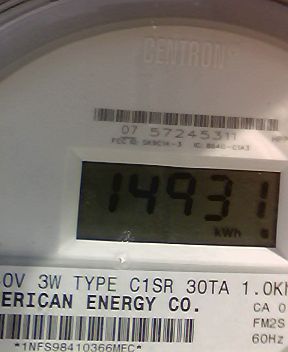 CENTRON
07 57245311
14931
kWh
0V 3W TYPE C1SR 30TA 1.0Kh
ERICAN ENERGY CO.
CA 0
FM2S
60Hz
*1NFS98410366MFC*